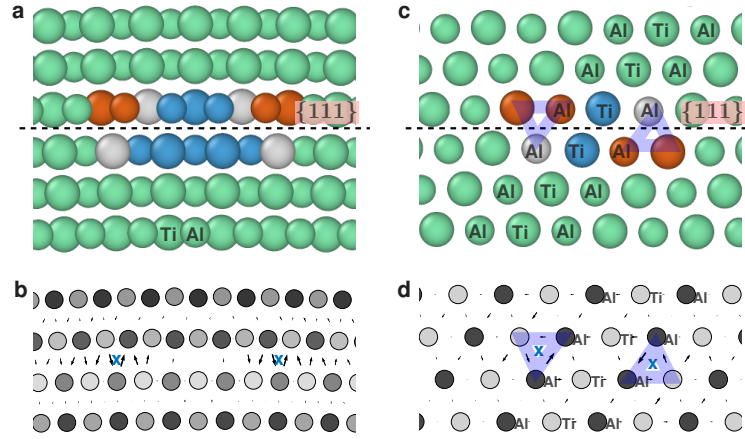 a
{111}
Ti Al
b
x x
c
Al Ti Al
Al Ti Al
Al Ti Al {111}
Al Ti Al
Al Ti Al
Al Ti Al
d
Al Ti Al
Al x Ti Al
Al Ti x Al
Al Ti Al